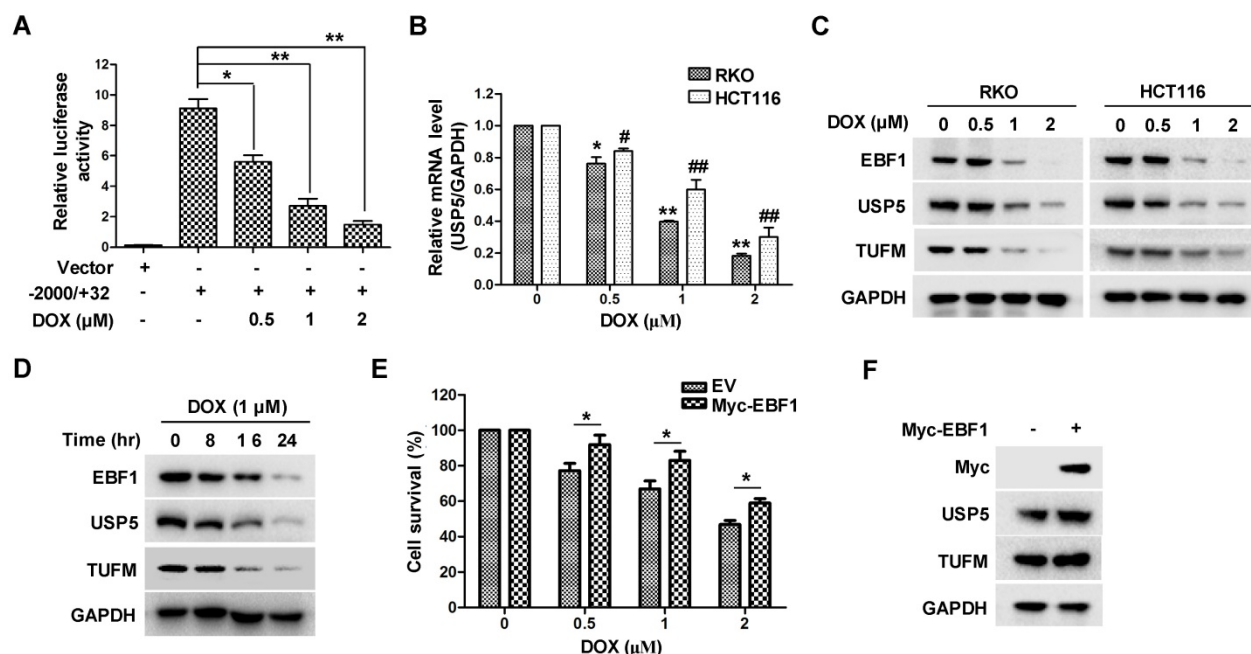 A
**
**
*
Relative luciferase
activity
12
10
8
6
4
2
0
Vector + - - - -
-2000/+32 - + + + +
DOX (μM) - - 0.5 1 2
B
RKO
HCT116
Relative mRNA level
(USP5/GAPDH)
1.4
1.2
1.0
0.8
0.6
0.4
0.2
0.0
* #
** ##
** ##
0 0.5 1 2
DOX (μM)
C
RKO HCT116
DOX (μM) 0 0.5 1 2 0 0.5 1 2
EBF1
USP5
TUFM
GAPDH
D
DOX (1 μM)
Time (hr) 0 8 1 6 24
EBF1
USP5
TUFM
GAPDH
E
EV
Myc-EBF1
Cell survival (%)
120
100
80
60
40
20
0
* * *
0 0.5 1 2
DOX (μM)
F
Myc-EBF1 - +
Myc
USP5
TUFM
GAPDH